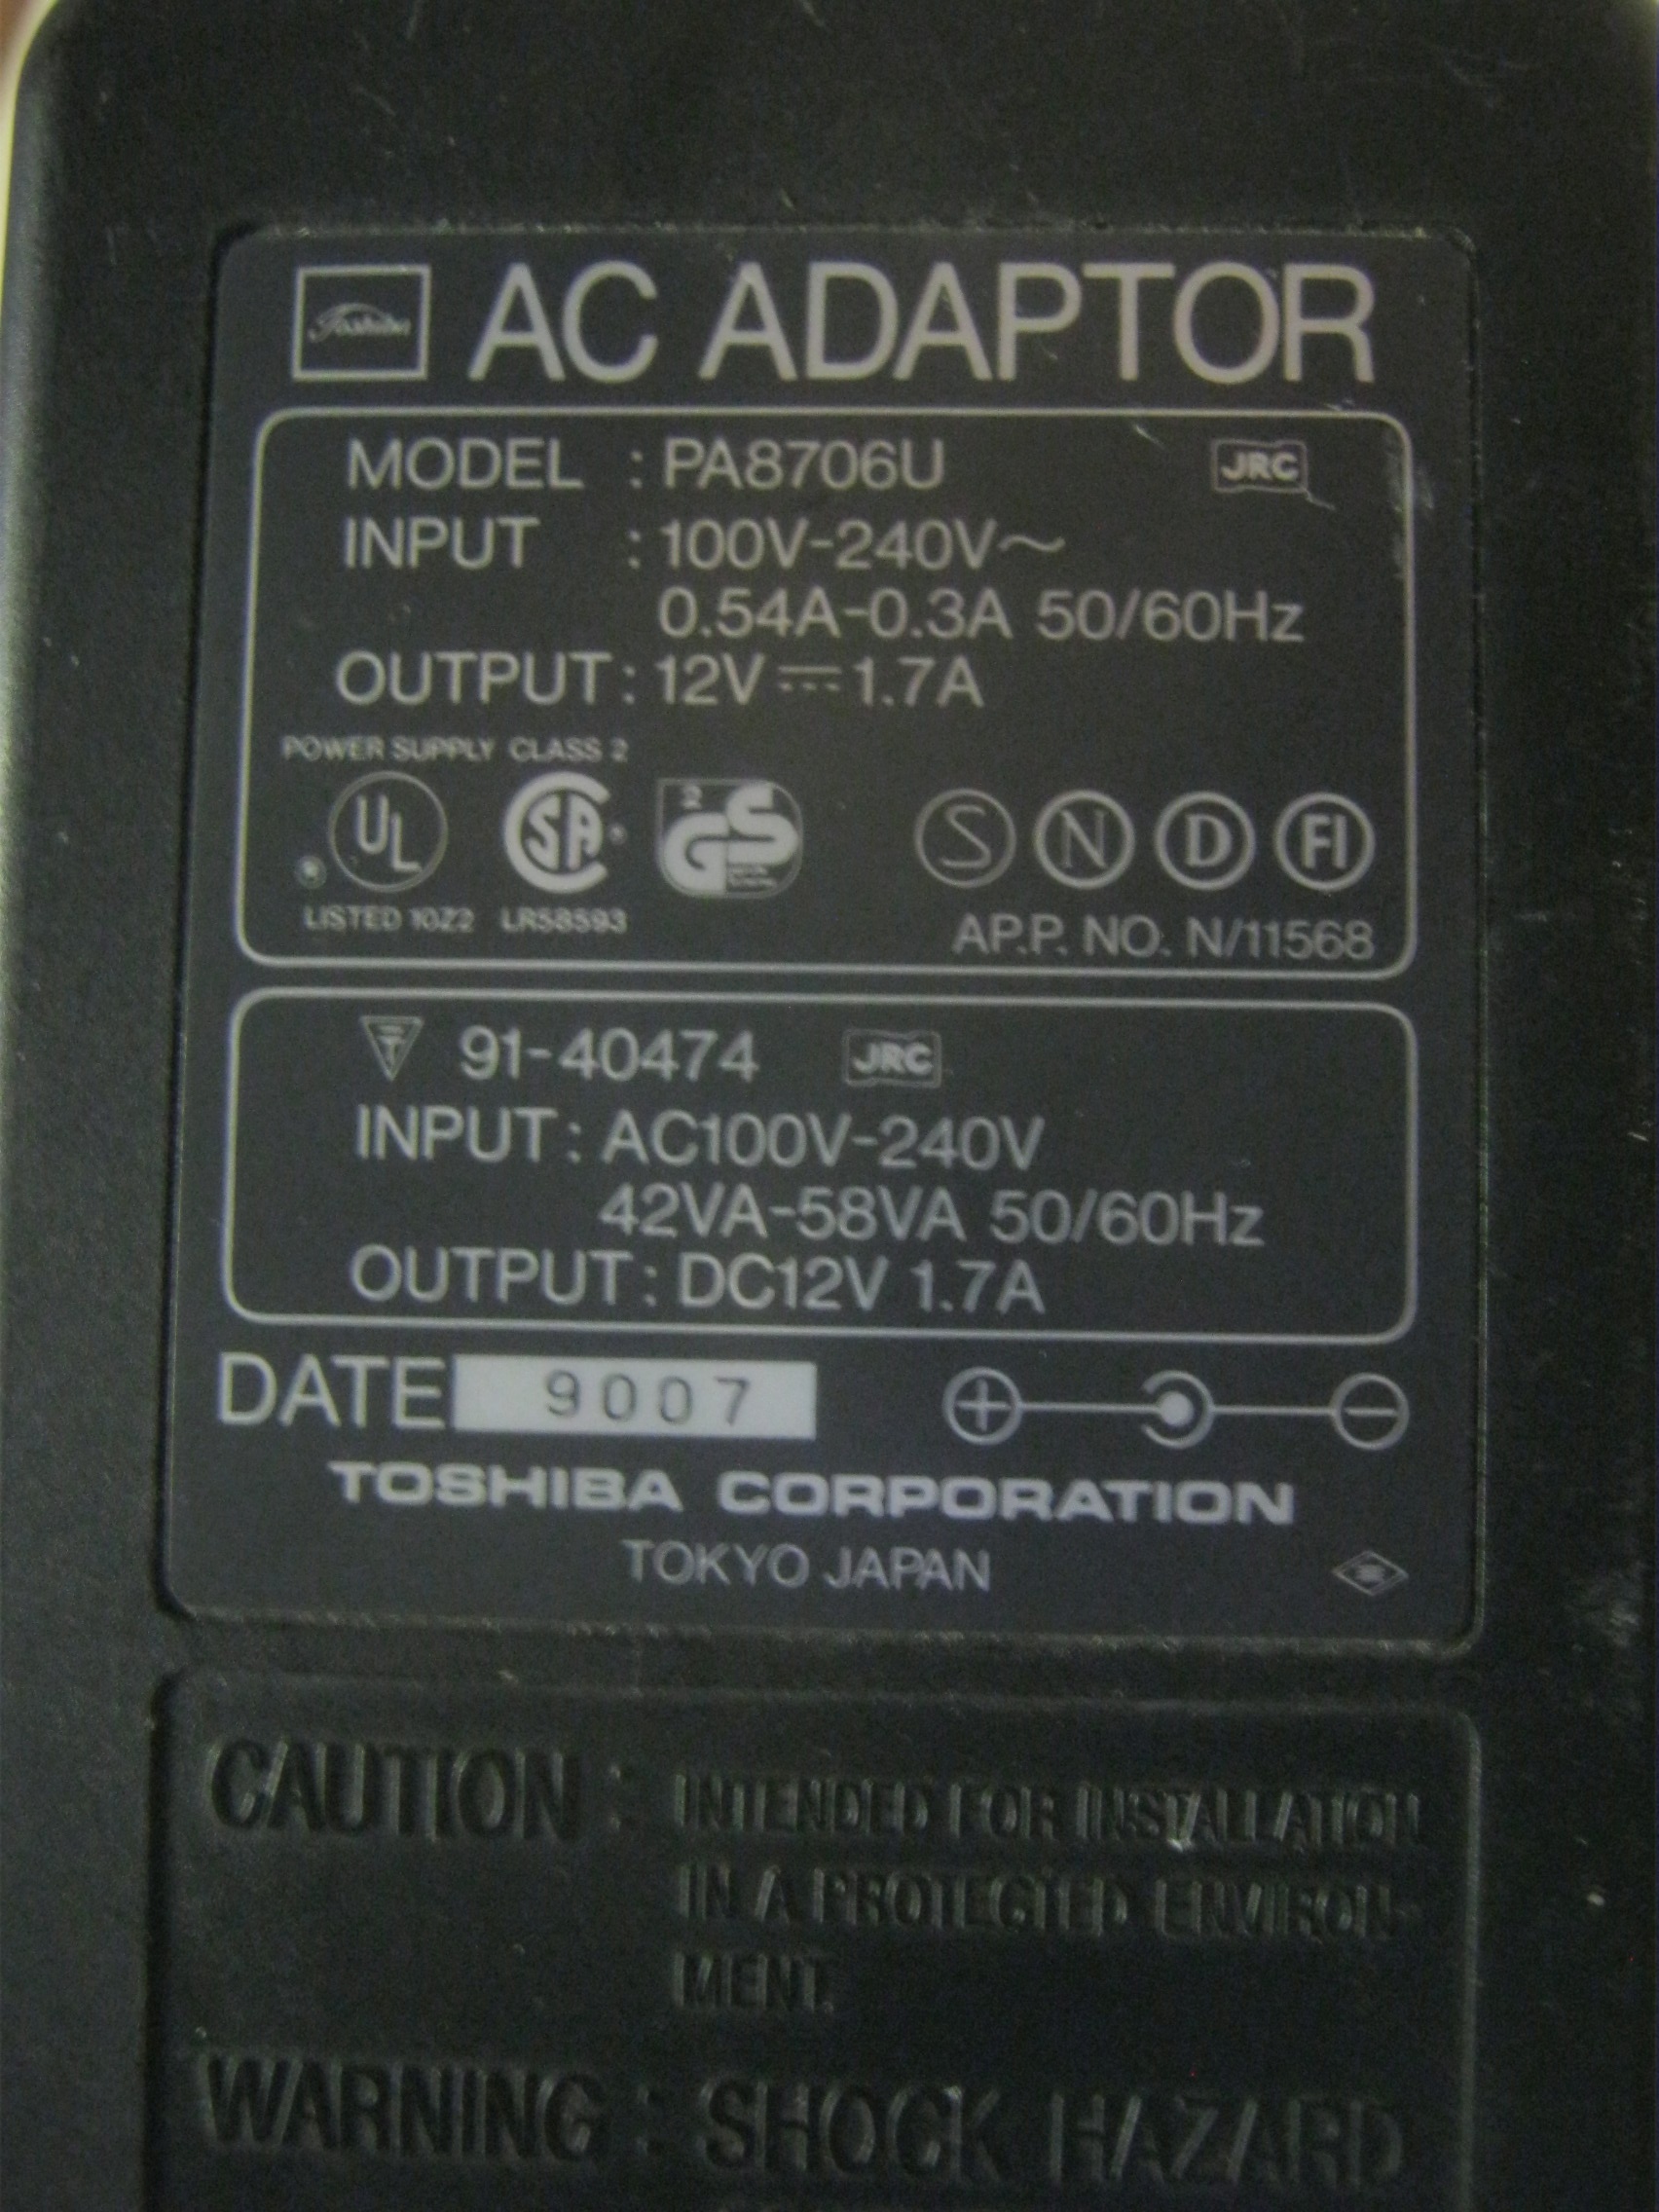 Toshiba AC ADAPTOR
MODEL : PA8706U JRC
INPUT : 100V-240V~
0.54A-0.3A 50/60Hz
OUTPUT : 12V⎓1.7A
POWER SUPPLY CLASS 2
UL SA 2 GS S N D FI
LISTED 10Z2 LR58593
AP.P. NO. N/11568
T 91-40474 JRC
INPUT : AC100V-240V
42VA-58VA 50/60Hz
OUTPUT : DC12V 1.7A
DATE 9007 + −
TOSHIBA CORPORATION
TOKYO JAPAN
CAUTION : INTENDED FOR INSTALLATION
IN A PROTECTED ENVIRON-
MENT.
WARNING : SHOCK HAZARD